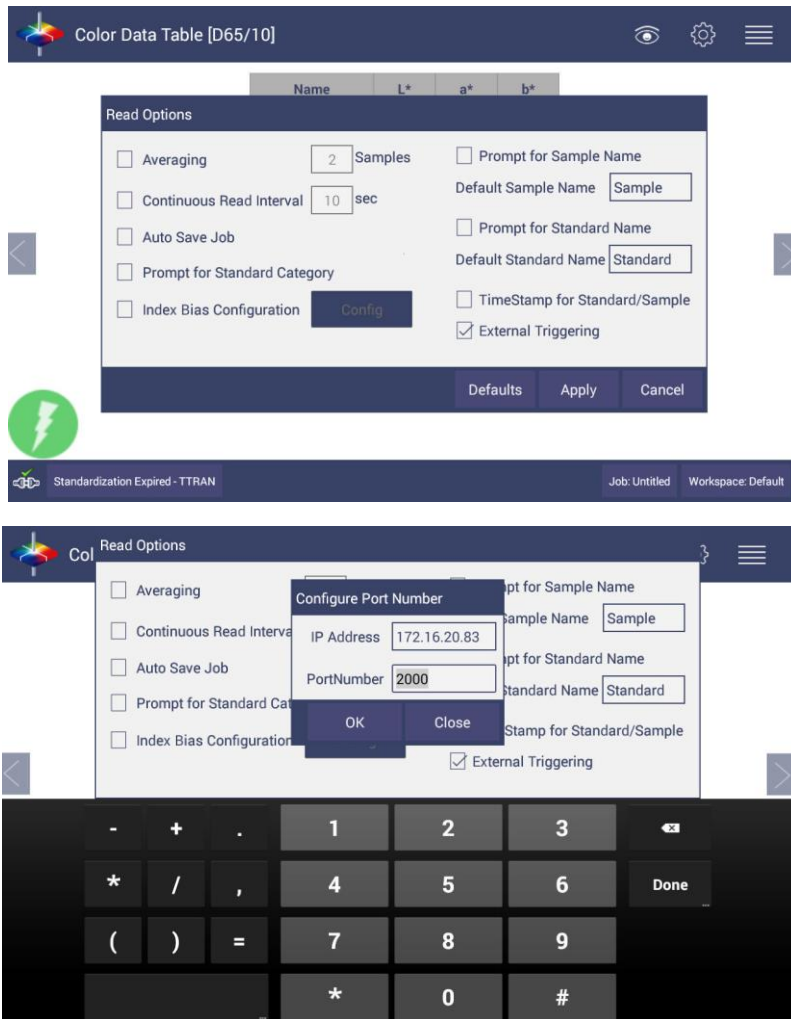 Color Data Table [D65/10]
Name L* a* b*
Read Options
Averaging 2 Samples
Continuous Read Interval 10 sec
Auto Save Job
Prompt for Standard Category
Index Bias Configuration Config
Prompt for Sample Name
Default Sample Name Sample
Prompt for Standard Name
Default Standard Name Standard
TimeStamp for Standard/Sample
External Triggering
Defaults Apply Cancel
Standardization Expired - TTRAN Job: Untitled Workspace: Default
Col
Read Options
Averaging
Continuous Read Interva
Auto Save Job
Prompt for Standard Cat
Index Bias Configuration
Configure Port Number
IP Address 172.16.20.83
PortNumber 2000
OK Close
pt for Sample Name
Sample Name Sample
pt for Standard Name
Standard Name Standard
Stamp for Standard/Sample
External Triggering
- + . 1 2 3
* / , 4 5 6 Done
( ) = 7 8 9
* 0 #